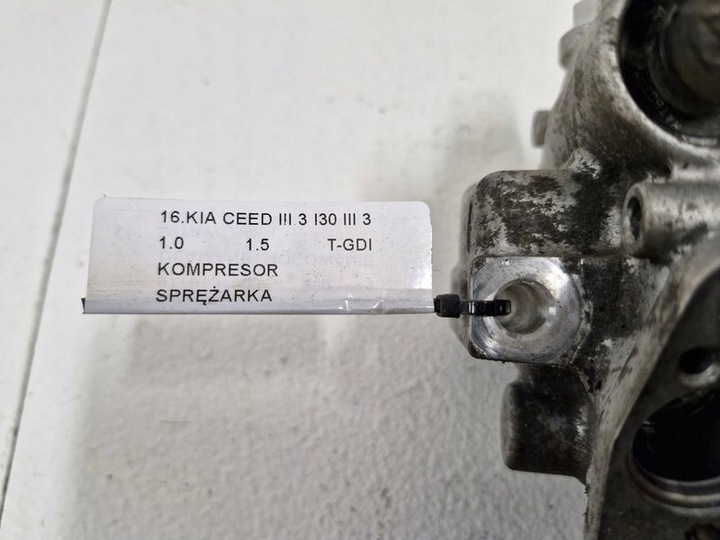 16.KIA CEED III 3 I30 III 3
1.0 1.5 T-GDI
KOMPRESOR
SPRĘŻARKA